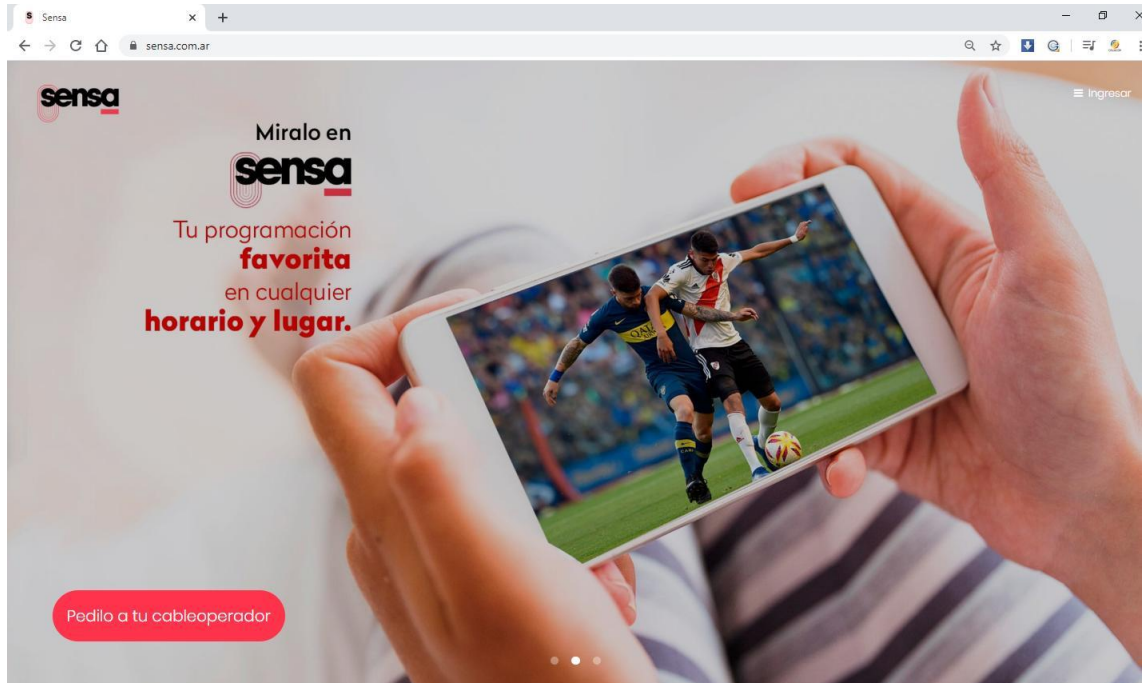 Sensa
sensa.com.ar
sensa
Ingresar
Miralo en
sensa
Tu programación
favorita
en cualquier
horario y lugar.
QATAR
Pedilo a tu cableoperador